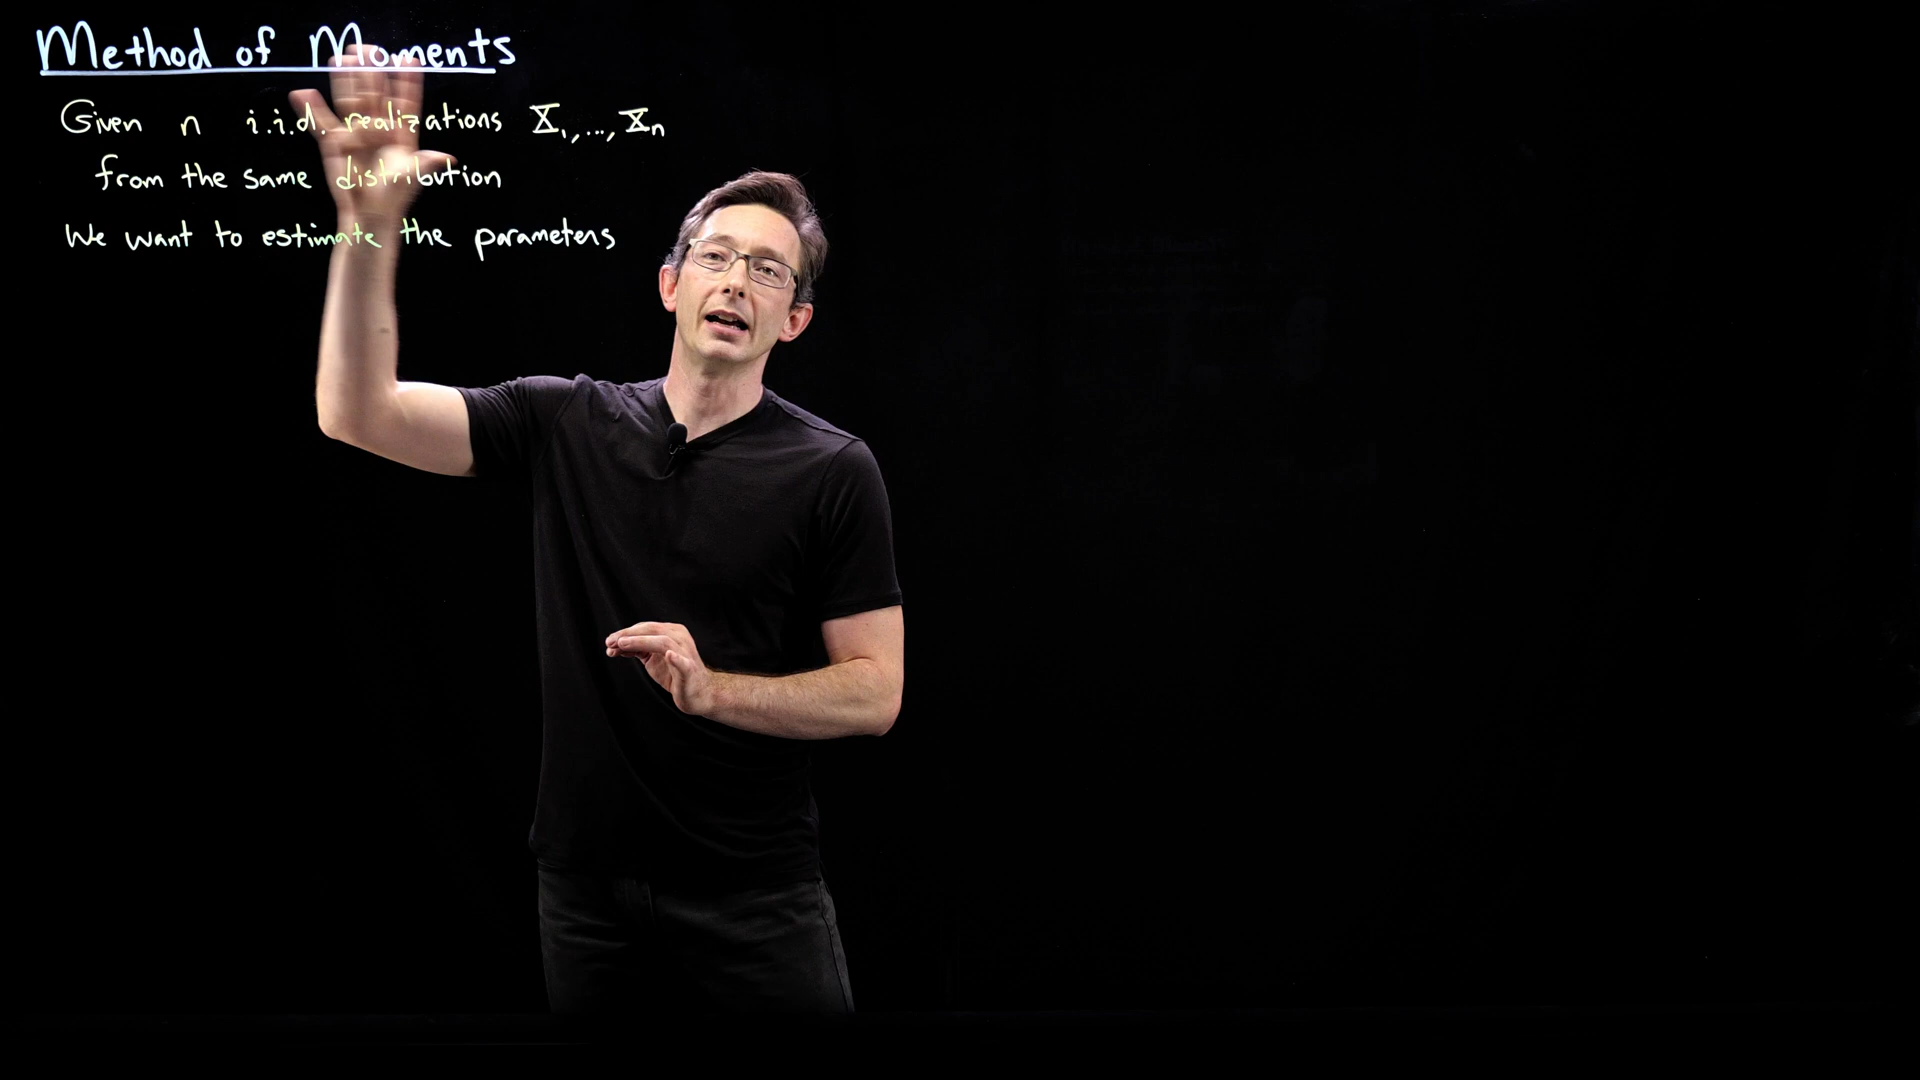 Method of Moments
Given n i.i.d. realizations X₁,...,Xₙ
from the same distribution
We want to estimate the parameters